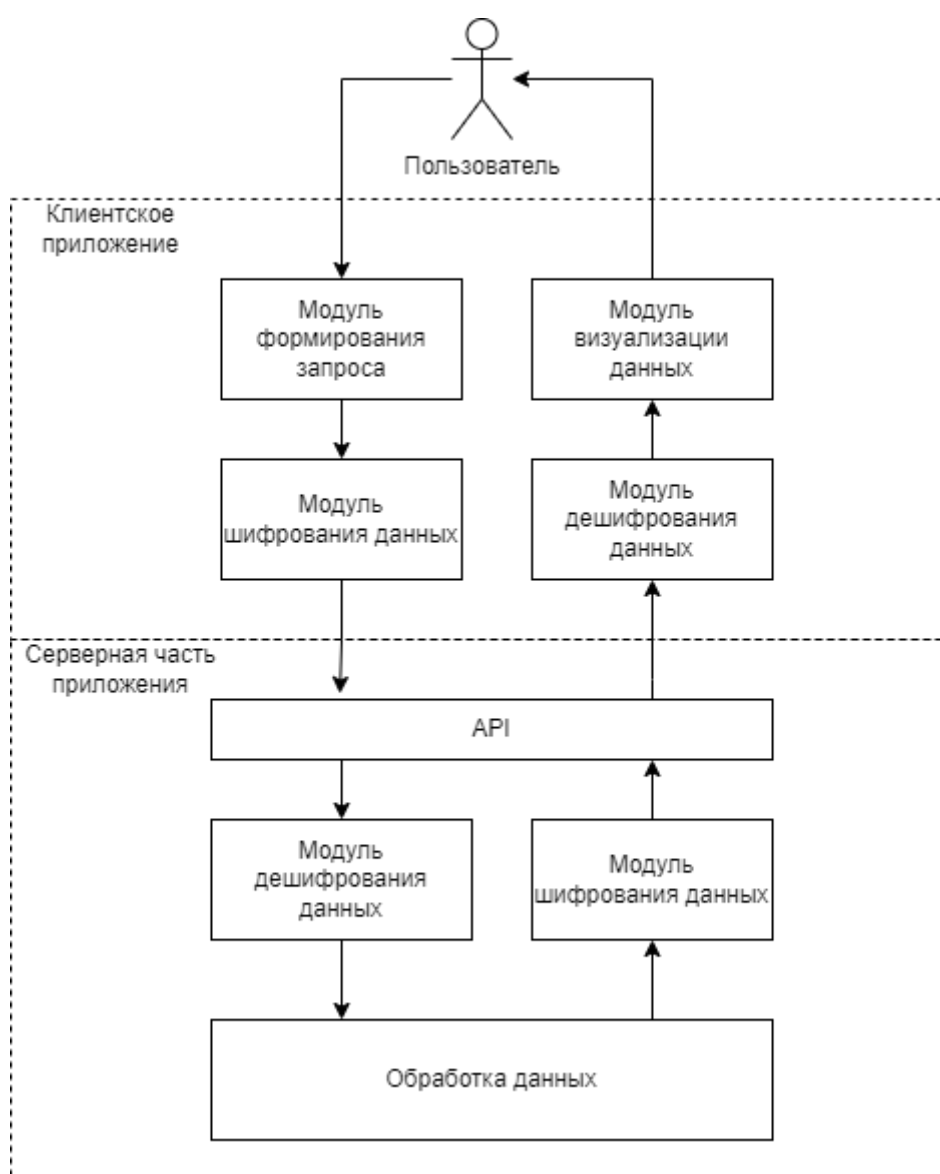 Пользователь
Клиентское
приложение
Модуль
формирования
запроса
Модуль
визуализации
данных
Модуль
шифрования данных
Модуль
дешифрования
данных
Серверная часть
приложения
API
Модуль
дешифрования
данных
Модуль
шифрования данных
Обработка данных